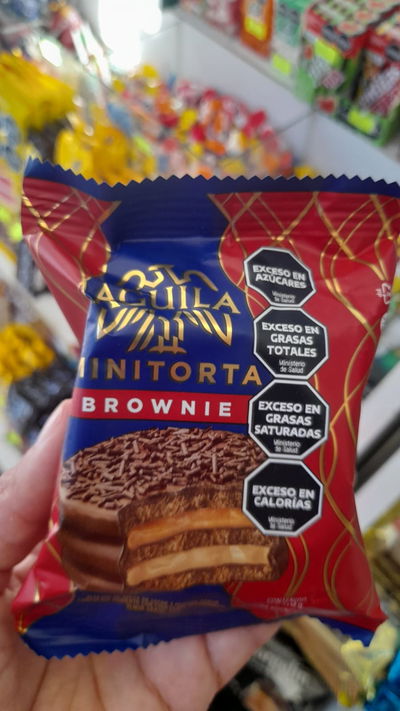 AGUILA
MINITORTA
BROWNIE
EXCESO EN
AZÚCARES
Ministerio
de Salud
EXCESO EN
GRASAS
TOTALES
Ministerio
de Salud
EXCESO EN
GRASAS
SATURADAS
Ministerio
de Salud
EXCESO EN
CALORÍAS
Ministerio
de Salud